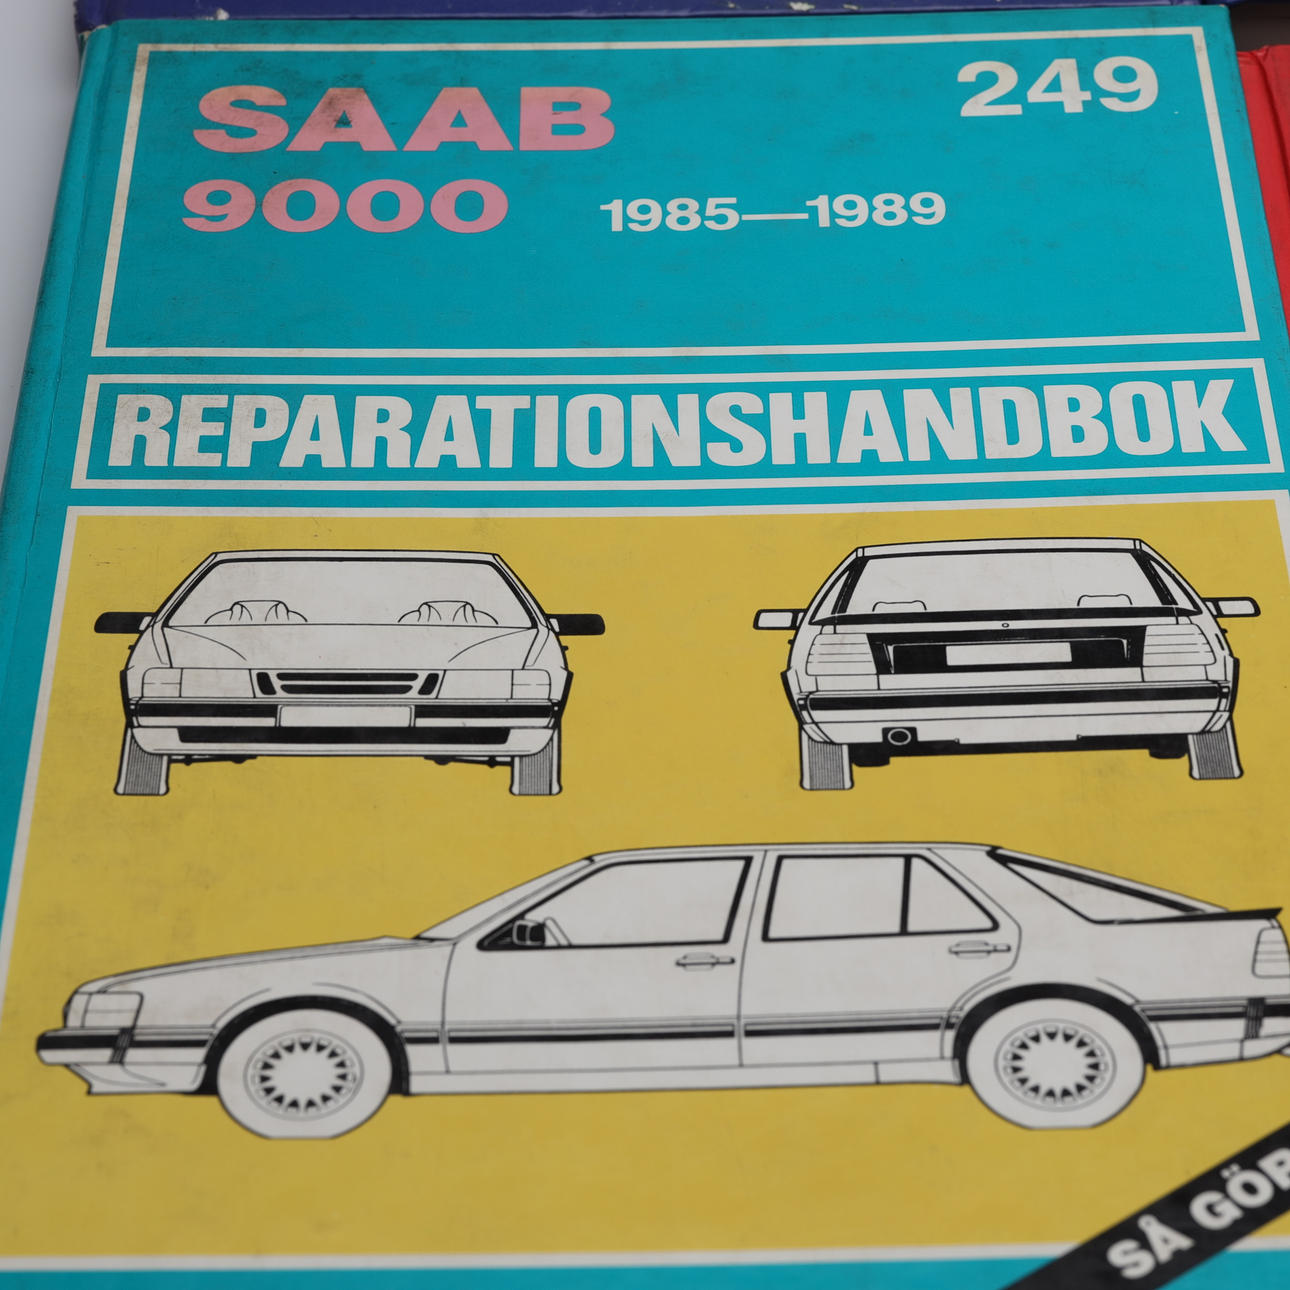 SAAB
249
9000
1985—1989
REPARATIONSHANDBOK
SÅ GÖR